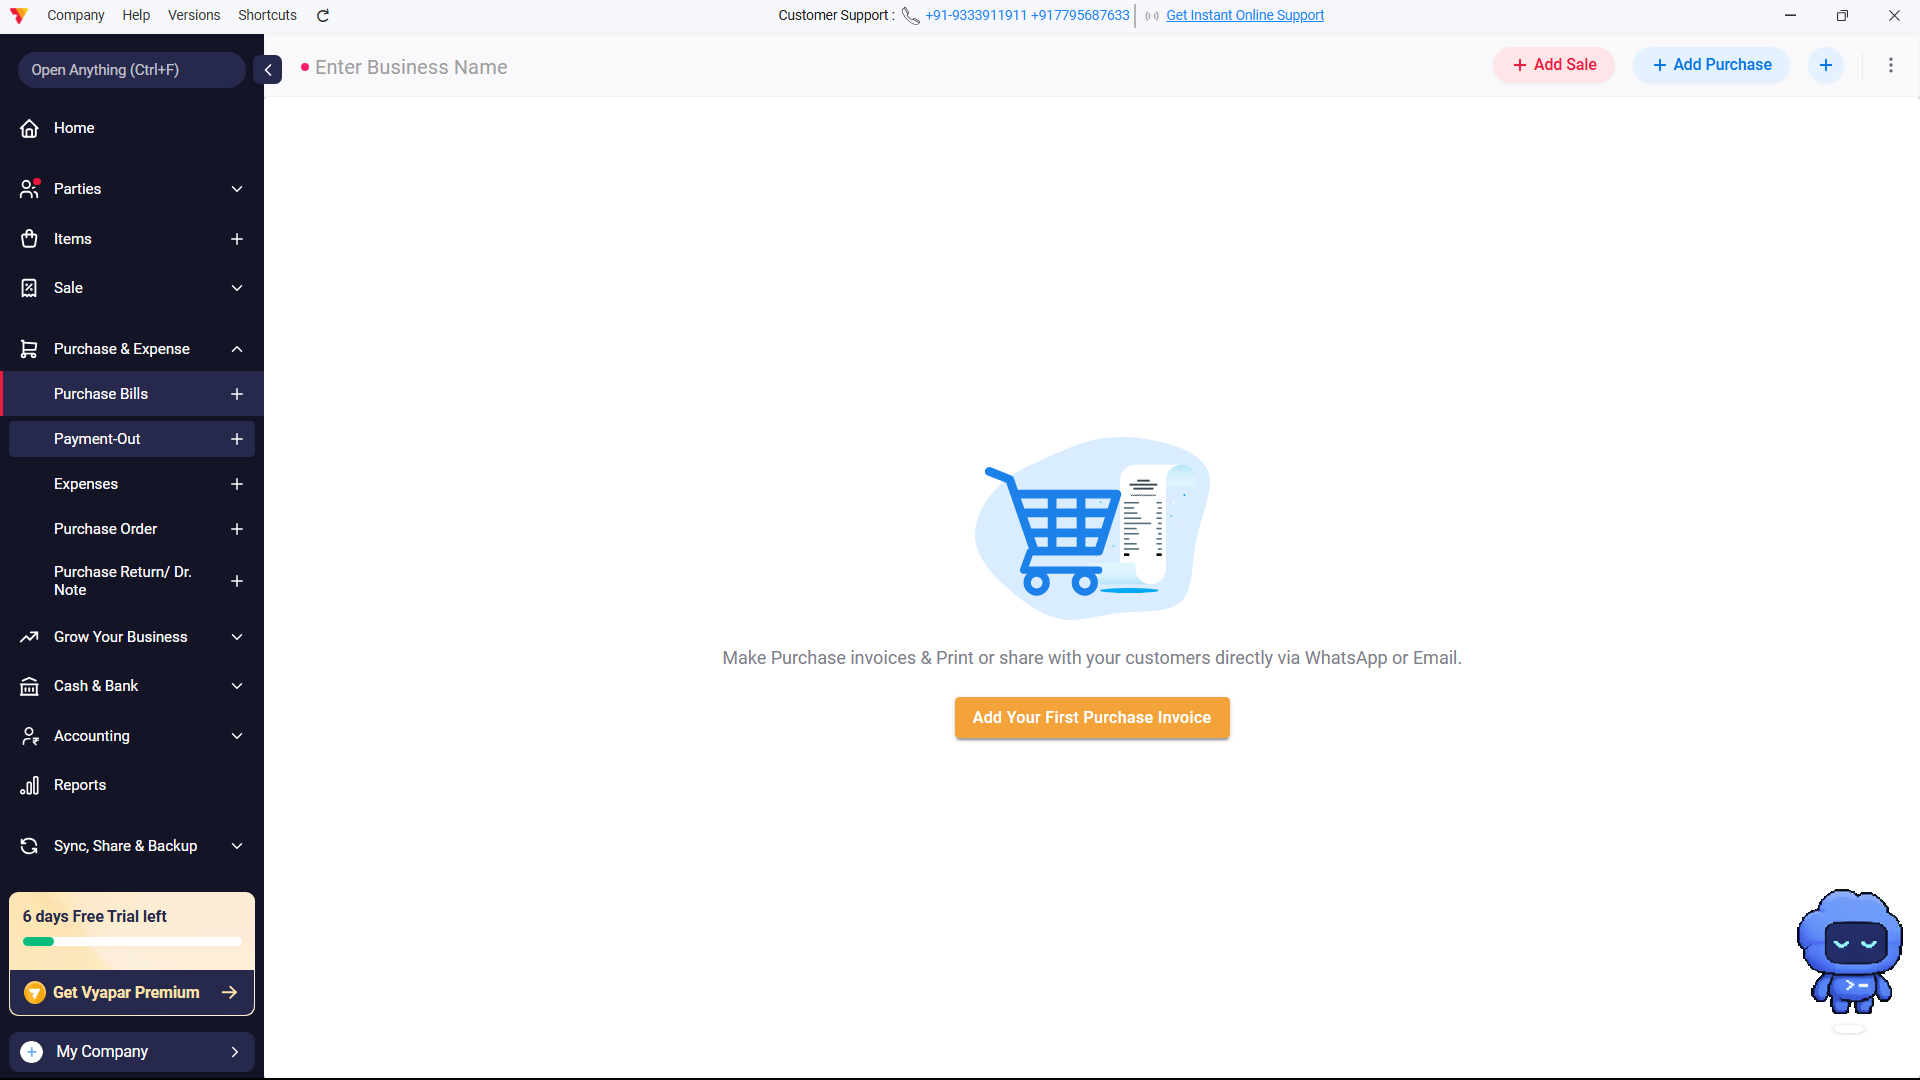 Company Help Versions Shortcuts
Customer Support : +91-9333911911 +917795687633 Get Instant Online Support
Open Anything (Ctrl+F)
Enter Business Name
Add Sale
Add Purchase
Home
Parties
Items
Sale
Purchase & Expense
Purchase Bills
Payment-Out
Expenses
Purchase Order
Purchase Return/ Dr.
Note
Grow Your Business
Cash & Bank
Accounting
Reports
Sync, Share & Backup
6 days Free Trial left
Get Vyapar Premium
My Company
Make Purchase invoices & Print or share with your customers directly via WhatsApp or Email.
Add Your First Purchase Invoice